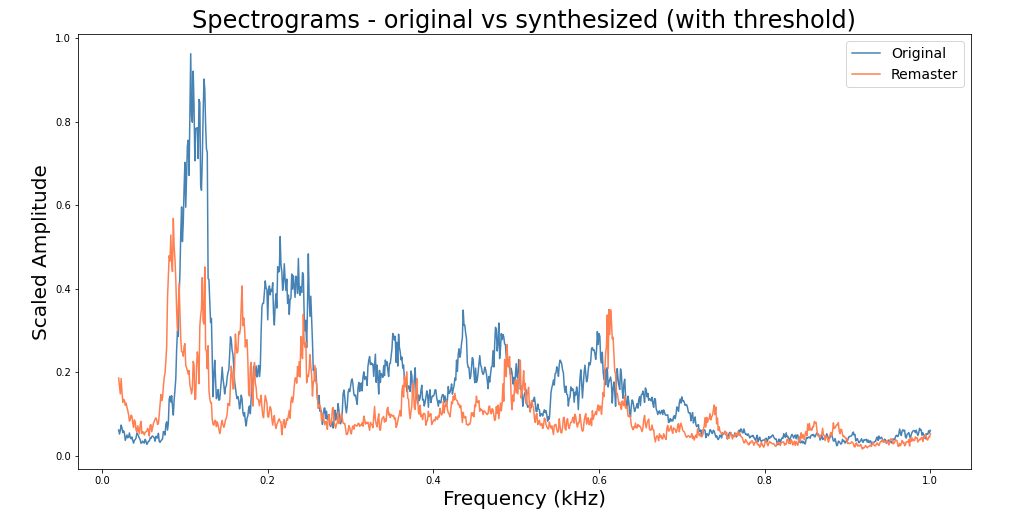 Spectrograms - original vs synthesized (with threshold)
Original
Remaster
Scaled Amplitude
1.0
0.8
0.6
0.4
0.2
0.0
0.0 0.2 0.4 0.6 0.8 1.0
Frequency (kHz)